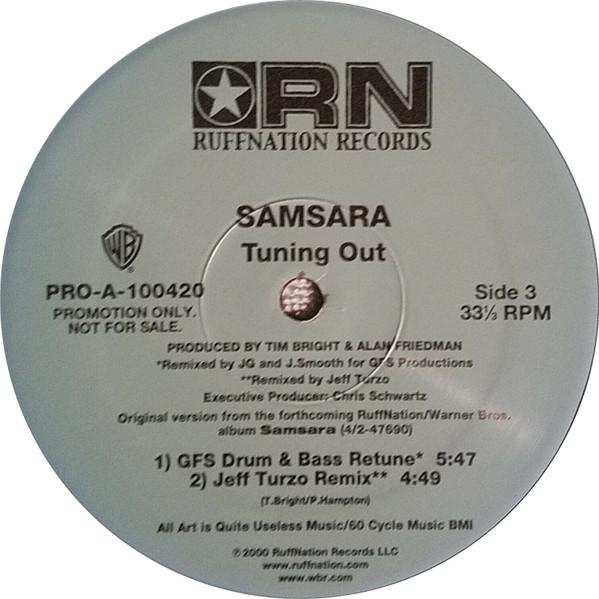 RN
RUFFNATION RECORDS
SAMSARA
Tuning Out
WB
PRO-A-100420
PROMOTION ONLY.
NOT FOR SALE.
Side 3
33⅓ RPM
PRODUCED BY TIM BRIGHT & ALAN FRIEDMAN
*Remixed by JG and J.Smooth for GFS Productions
**Remixed by Jeff Turzo
Executive Producer: Chris Schwartz
Original version from the forthcoming RuffNation/Warner Bros.
album Samsara (4/2-47690)
1) GFS Drum & Bass Retune* 5:47
2) Jeff Turzo Remix** 4:49
(T.Bright/P.Hampton)
All Art is Quite Useless Music/60 Cycle Music BMI
℗2000 RuffNation Records LLC
www.ruffnation.com
www.wbr.com